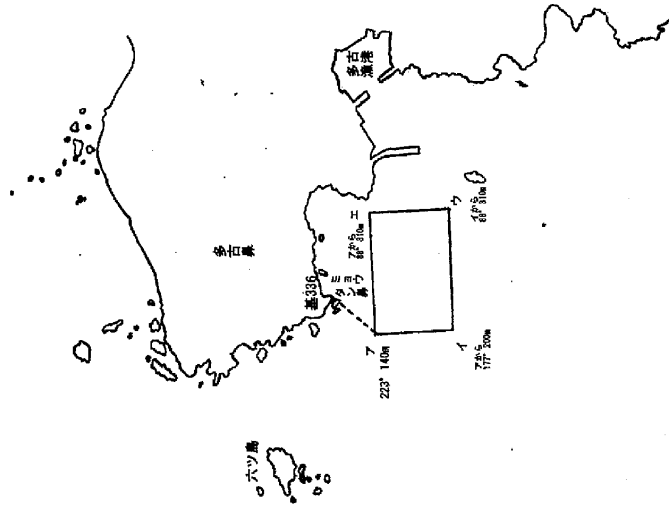 多古港
漁港
多古鼻
基336
ミョウ
タン鼻
エ
アから
88° 310m
ウ
イから
88° 310m
ア
223° 140m
イ
アから
177° 200m
六ツ島